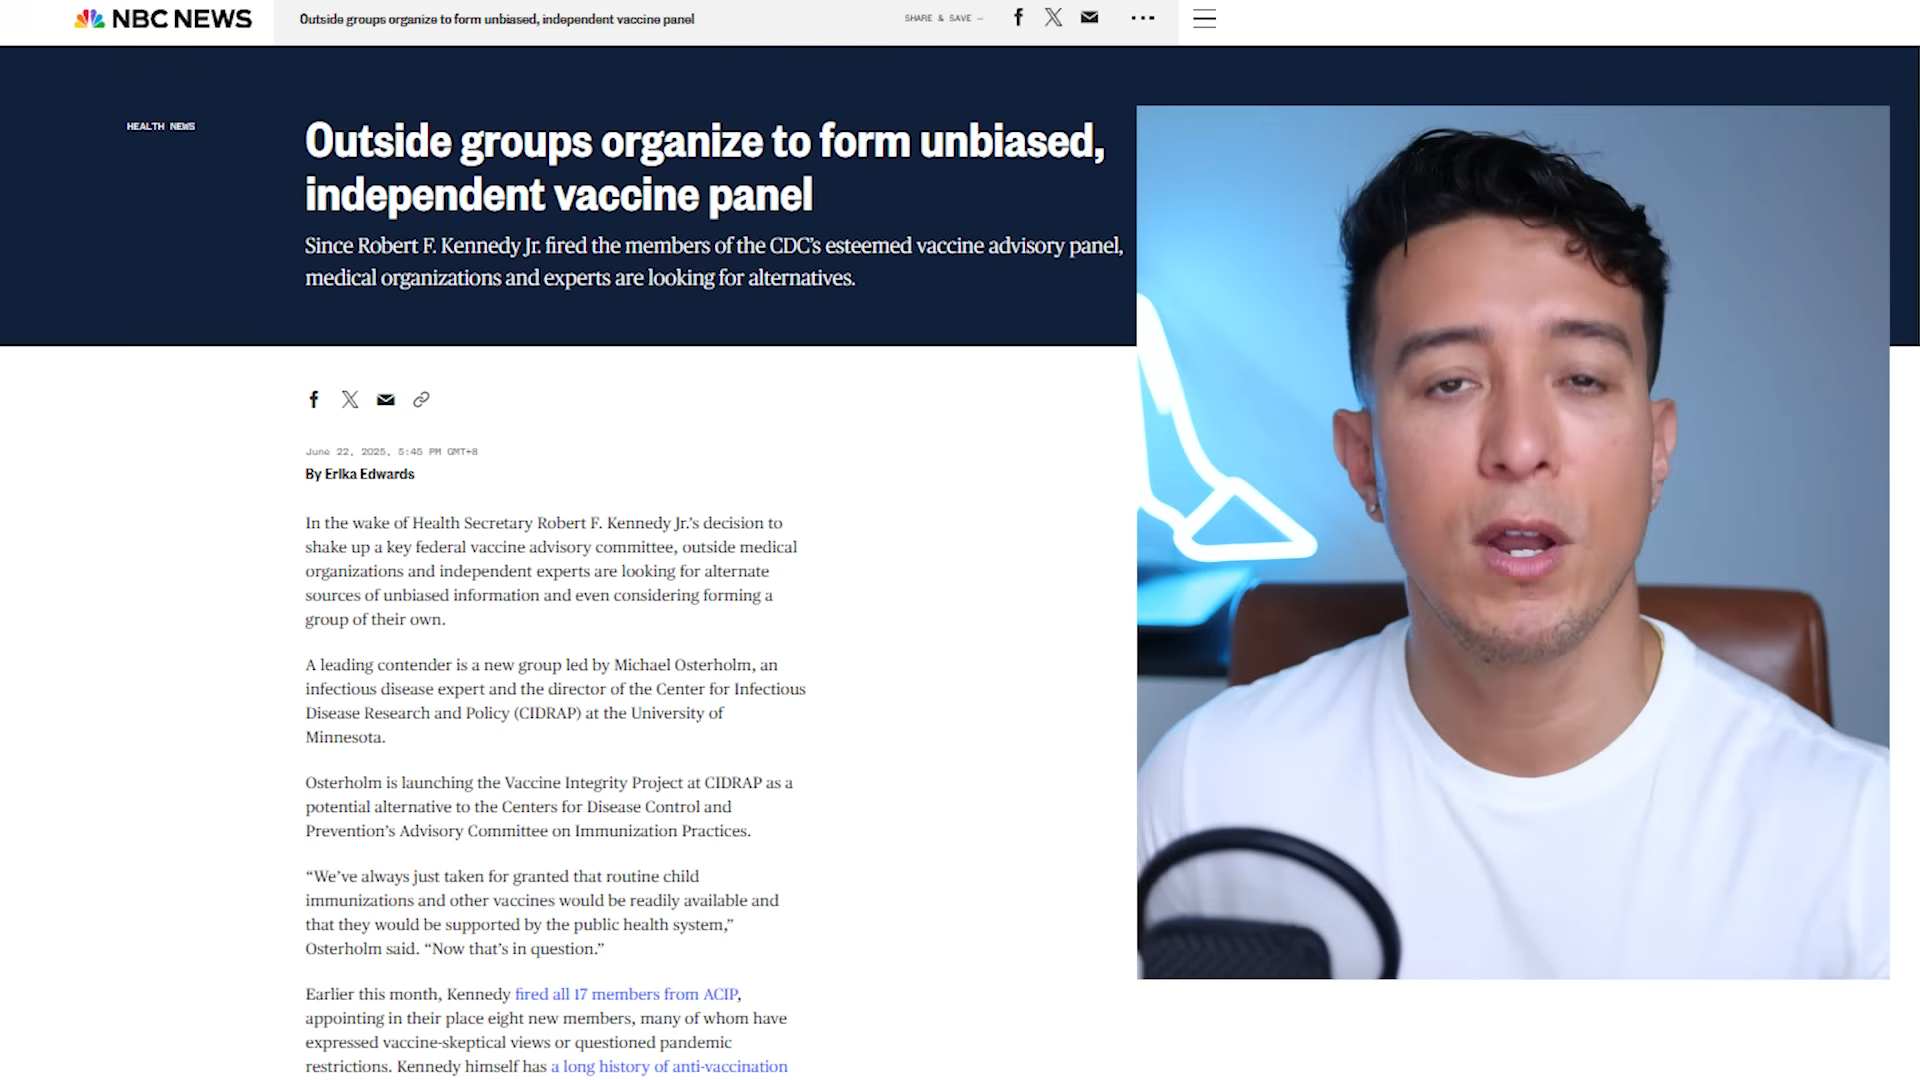 NBC NEWS
Outside groups organize to form unbiased, independent vaccine panel
SHARE & SAVE —
HEALTH NEWS
Outside groups organize to form unbiased,
independent vaccine panel
Since Robert F. Kennedy Jr. fired the members of the CDC's esteemed vaccine advisory panel,
medical organizations and experts are looking for alternatives.
June 22, 2025, 5:45 PM GMT+8
By Erika Edwards
In the wake of Health Secretary Robert F. Kennedy Jr.'s decision to
shake up a key federal vaccine advisory committee, outside medical
organizations and independent experts are looking for alternate
sources of unbiased information and even considering forming a
group of their own.
A leading contender is a new group led by Michael Osterholm, an
infectious disease expert and the director of the Center for Infectious
Disease Research and Policy (CIDRAP) at the University of
Minnesota.
Osterholm is launching the Vaccine Integrity Project at CIDRAP as a
potential alternative to the Centers for Disease Control and
Prevention's Advisory Committee on Immunization Practices.
“We've always just taken for granted that routine child
immunizations and other vaccines would be readily available and
that they would be supported by the public health system,”
Osterholm said. “Now that's in question.”
Earlier this month, Kennedy fired all 17 members from ACIP,
appointing in their place eight new members, many of whom have
expressed vaccine-skeptical views or questioned pandemic
restrictions. Kennedy himself has a long history of anti-vaccination